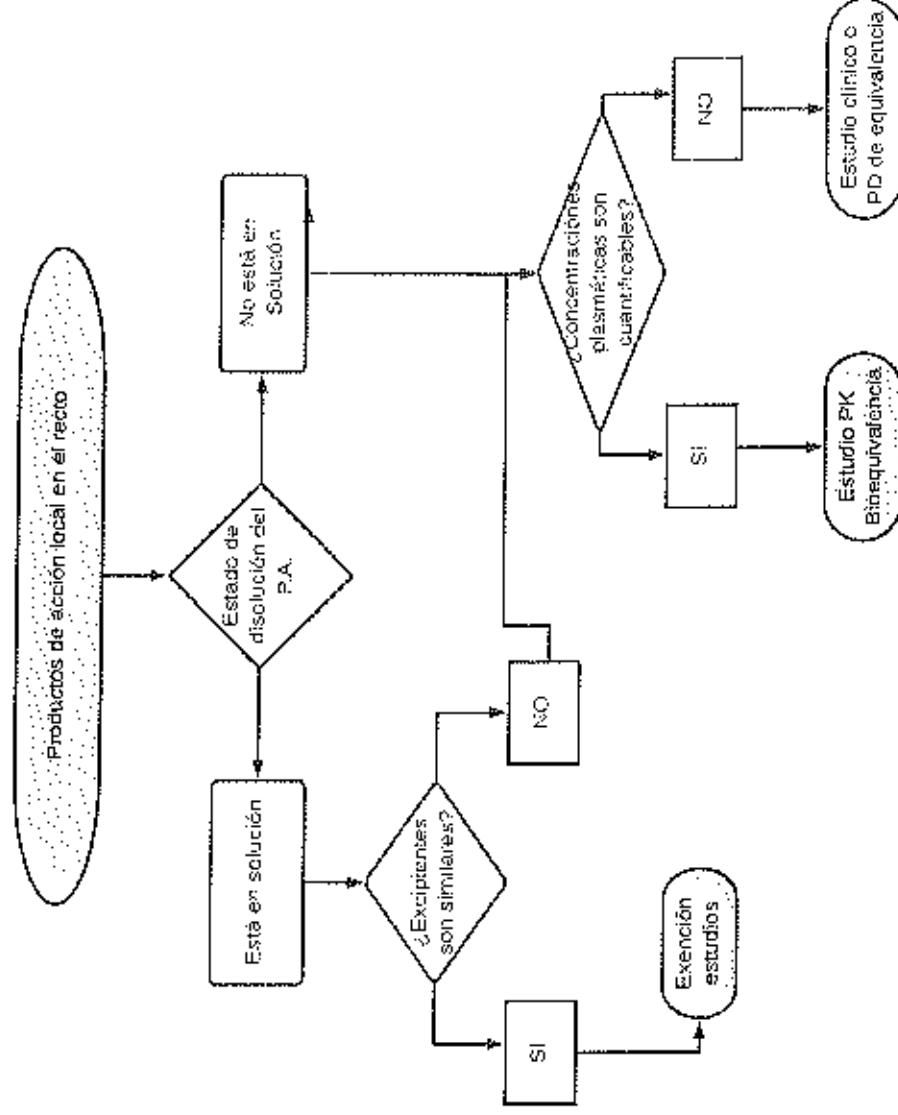 Productos de acción local en el recto
Estado de
disolución del
P.A.
Está en solución
No está en
Solución
¿Excipientes
son similares?
SI
NO
Exención
estudios
¿Concentraciones
plasmáticas son
cuantificables?
SI
NO
Estudio PK
Bioequivalencia
Estudio clínico o
PD de equivalencia